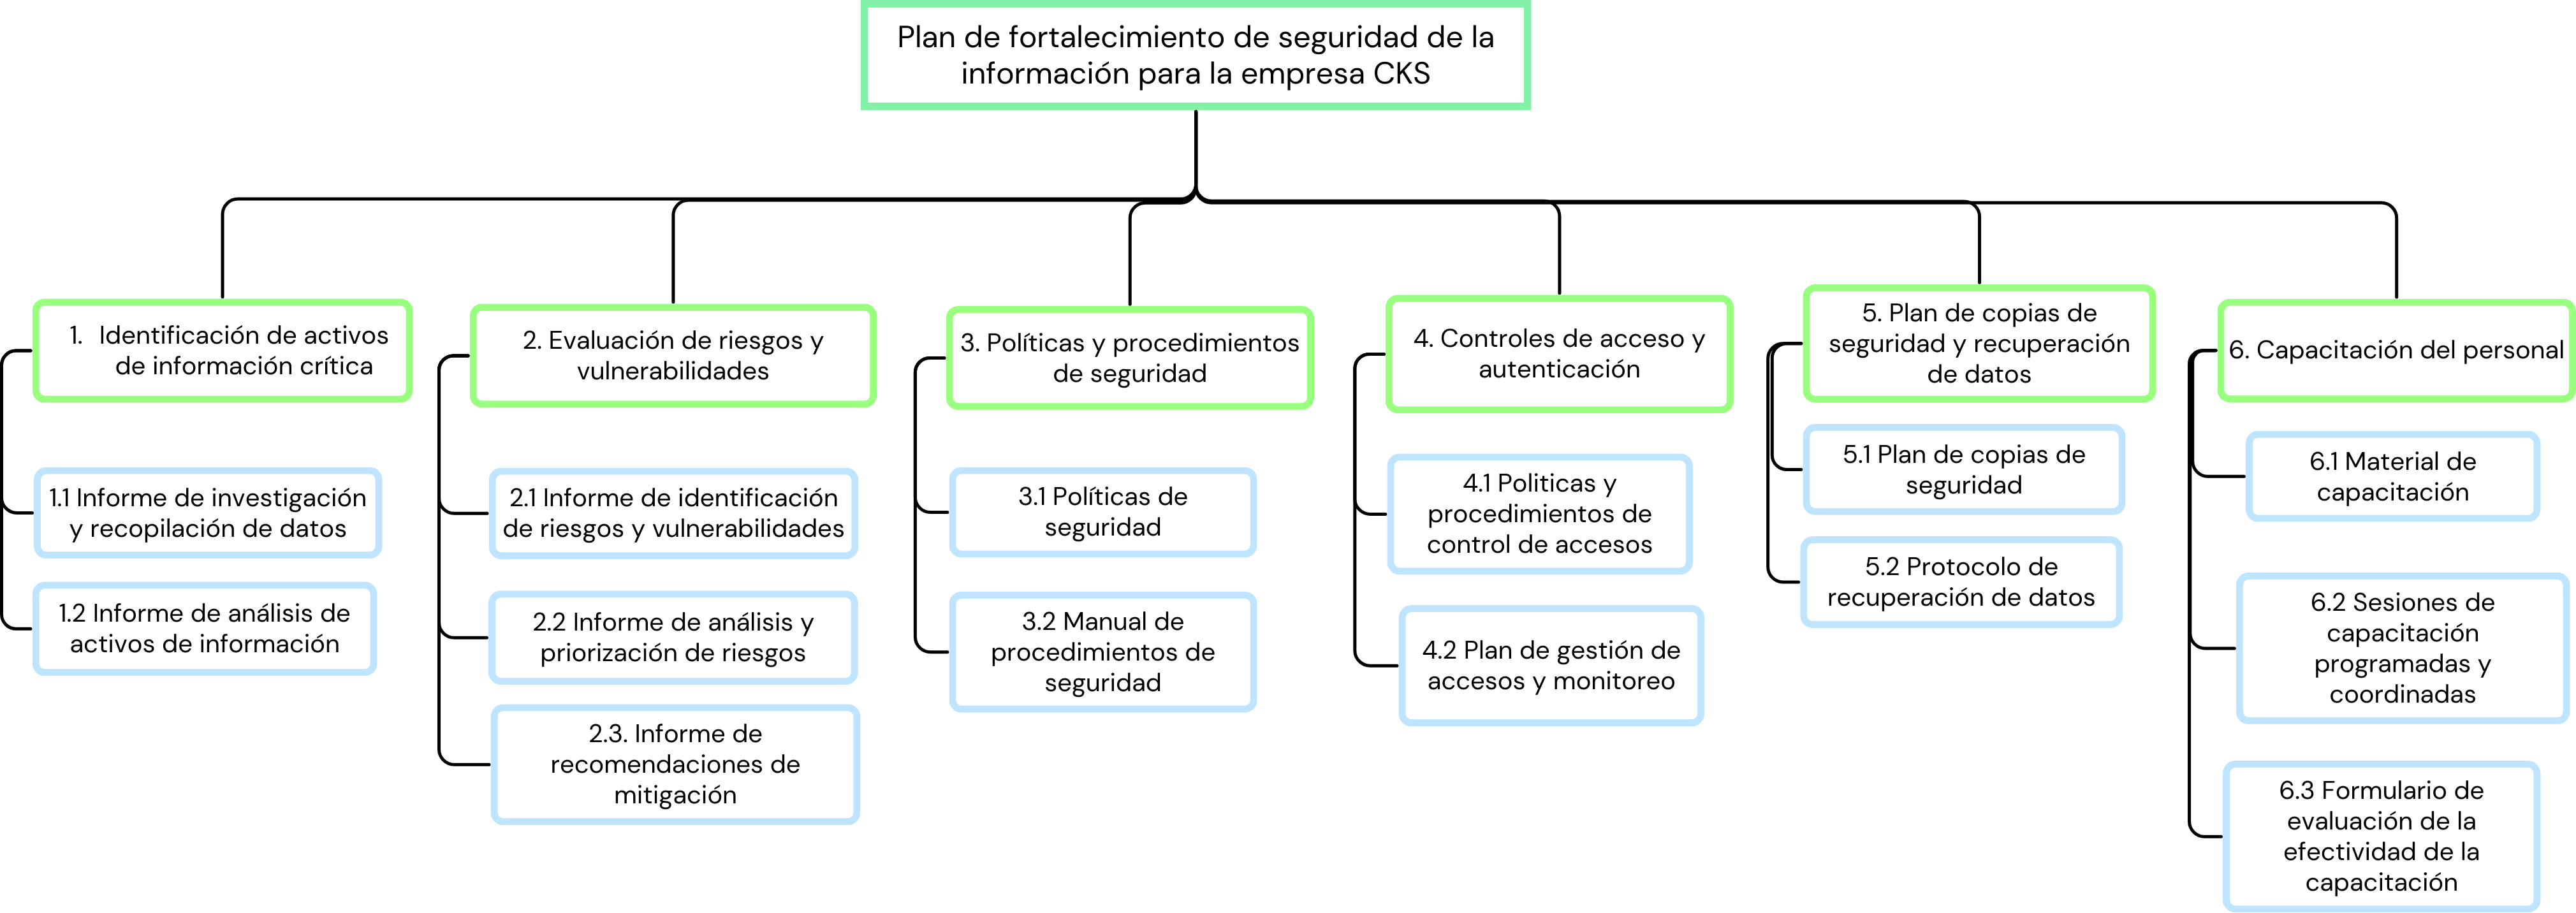 Plan de fortalecimiento de seguridad de la
información para la empresa CKS
1. Identificación de activos
de información crítica
1.1 Informe de investigación
y recopilación de datos
1.2 Informe de análisis de
activos de información
2. Evaluación de riesgos y
vulnerabilidades
2.1 Informe de identificación
de riesgos y vulnerabilidades
2.2 Informe de análisis y
priorización de riesgos
2.3. Informe de
recomendaciones de
mitigación
3. Políticas y procedimientos
de seguridad
3.1 Políticas de
seguridad
3.2 Manual de
procedimientos de
seguridad
4. Controles de acceso y
autenticación
4.1 Politicas y
procedimientos de
control de accesos
4.2 Plan de gestión de
accesos y monitoreo
5. Plan de copias de
seguridad y recuperación
de datos
5.1 Plan de copias de
seguridad
5.2 Protocolo de
recuperación de datos
6. Capacitación del personal
6.1 Material de
capacitación
6.2 Sesiones de
capacitación
programadas y
coordinadas
6.3 Formulario de
evaluación de la
efectividad de la
capacitación